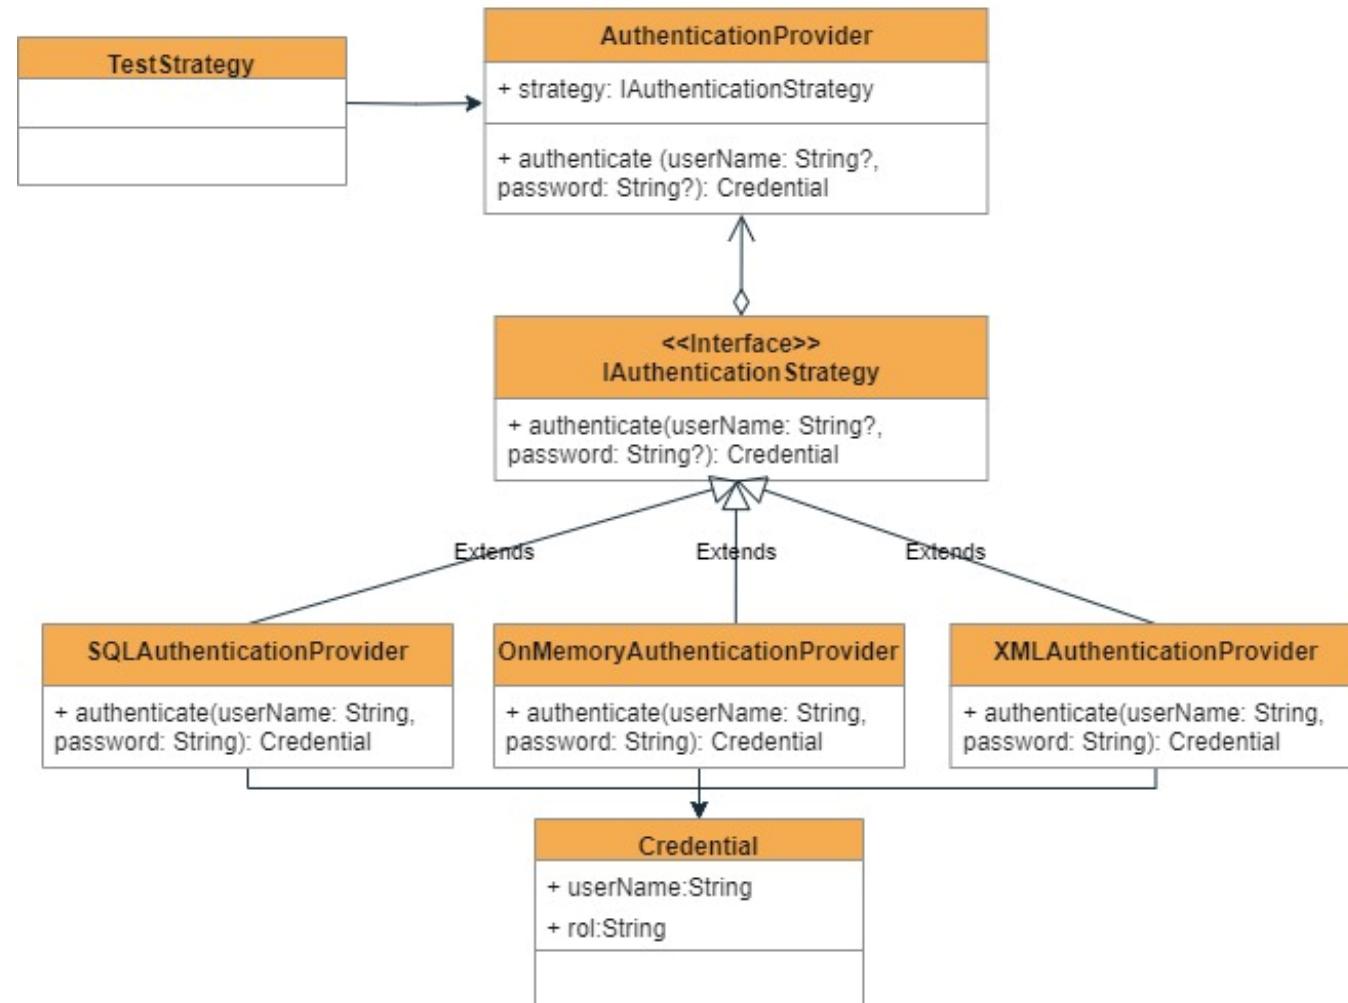 TestStrategy
AuthenticationProvider
+ strategy: IAuthenticationStrategy
+ authenticate (userName: String?,
password: String?): Credential
<<Interface>>
IAuthenticationStrategy
+ authenticate(userName: String?,
password: String?): Credential
Extends
Extends
Extends
SQLAuthenticationProvider
+ authenticate(userName: String,
password: String): Credential
OnMemoryAuthenticationProvider
+ authenticate(userName: String,
password: String): Credential
XMLAuthenticationProvider
+ authenticate(userName: String,
password: String): Credential
Credential
+ userName:String
+ rol:String